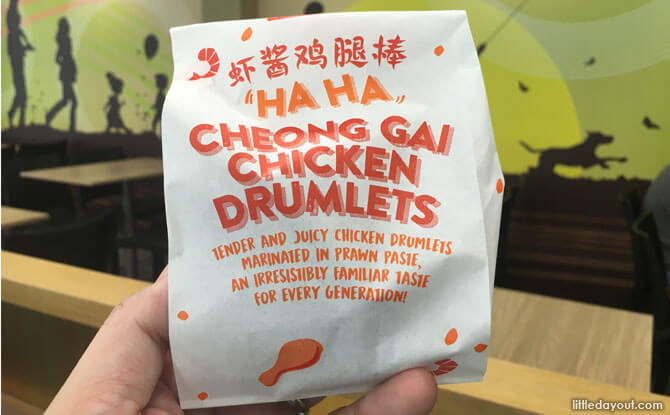 虾酱鸡腿棒
"HA HA„
CHEONG GAI
CHICKEN
DRUMLETS
TENDER AND JUICY CHICKEN DRUMLETS
MARINATED IN PRAWN PASTE,
AN IRRESISTIBLY FAMILIAR TASTE
FOR EVERY GENERATION!
littledayout.com